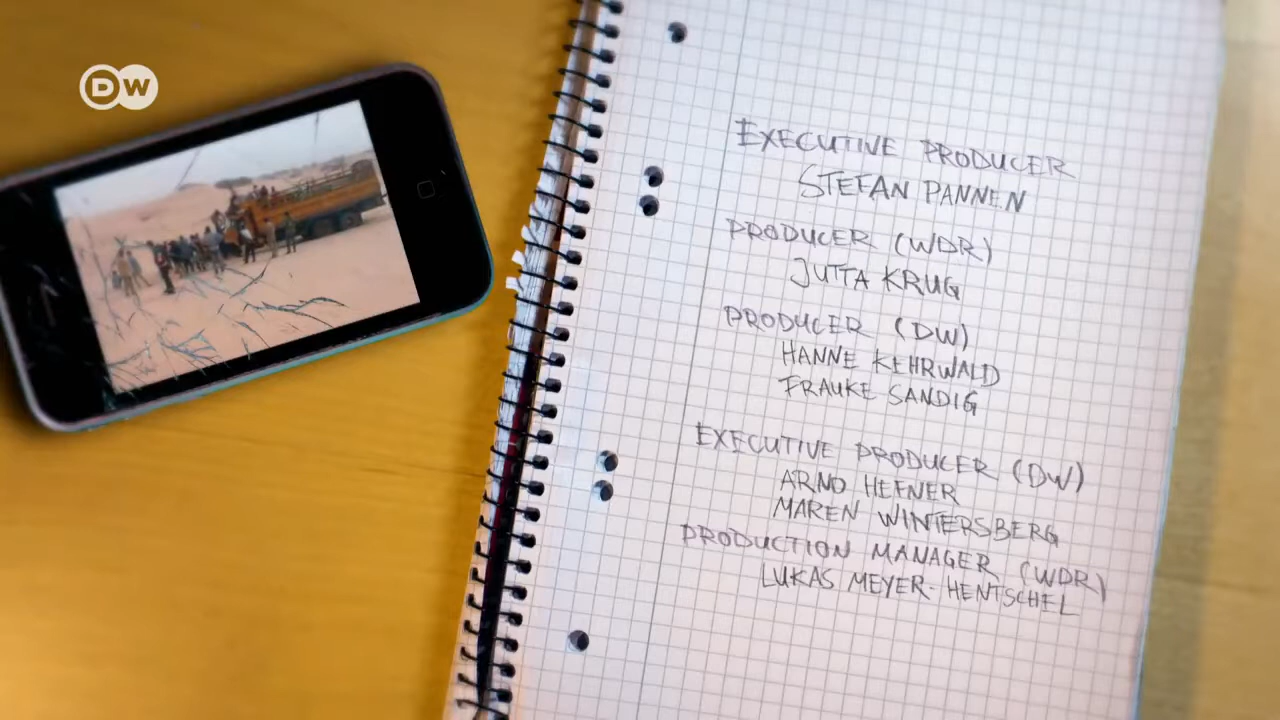 DW
EXECUTIVE PRODUCER
STEFAN PANNEN
PRODUCER (WDR)
JUTTA KRUG
PRODUCER (DW)
HANNE KEHRWALD
FRAUKE SANDIG
EXECUTIVE PRODUCER (DW)
ARND HEFNER
MAREN WINTERSBERG
PRODUCTION MANAGER (WDR)
LUKAS MEYER-HENTSCHEL